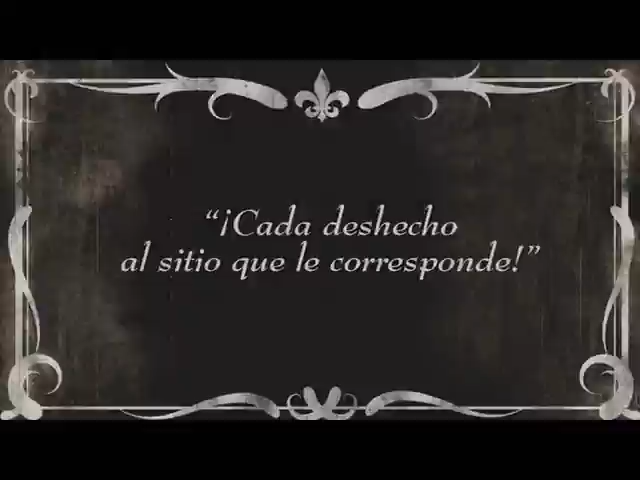 “¡Cada deshecho
al sitio que le corresponde!”